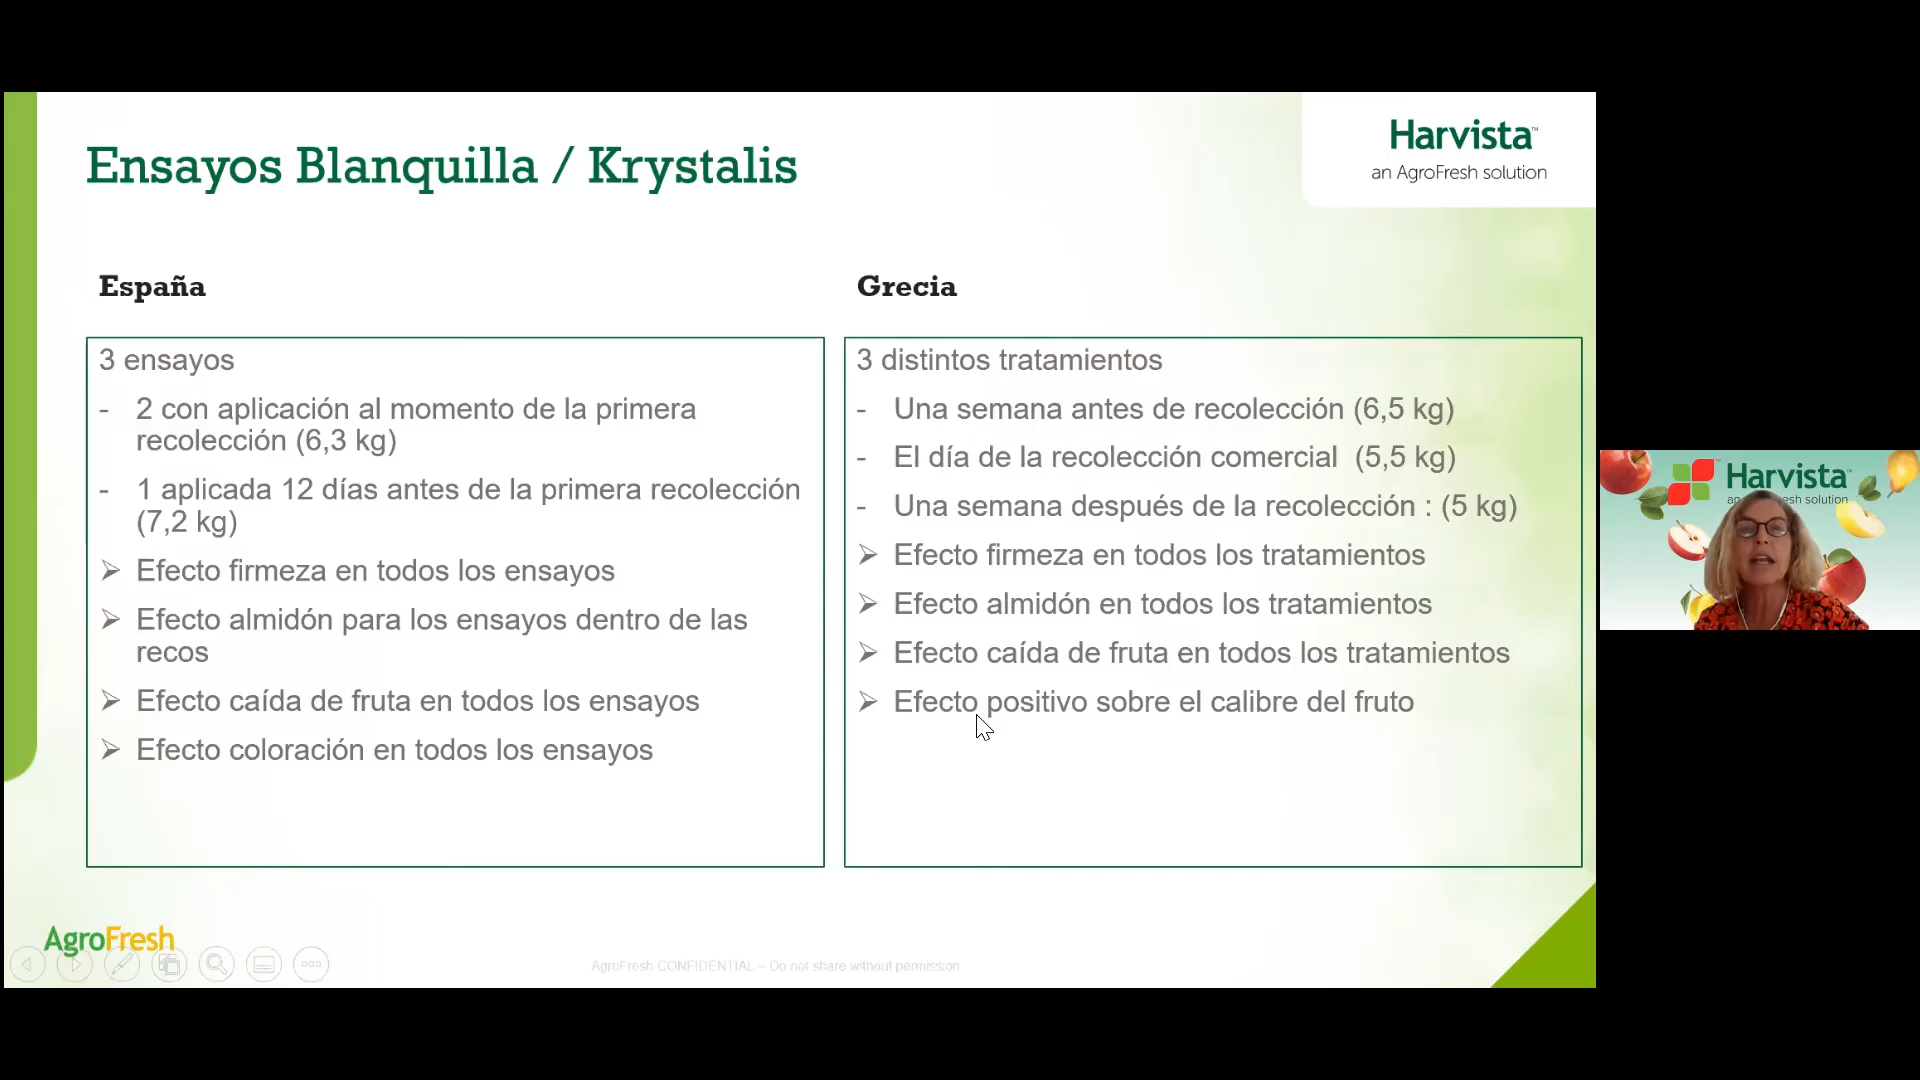 Ensayos Blanquilla / Krystalis
Harvista™
an AgroFresh solution
España
3 ensayos
- 2 con aplicación al momento de la primera
recolección (6,3 kg)
- 1 aplicada 12 días antes de la primera recolección
(7,2 kg)
➢ Efecto firmeza en todos los ensayos
➢ Efecto almidón para los ensayos dentro de las
recos
➢ Efecto caída de fruta en todos los ensayos
➢ Efecto coloración en todos los ensayos
Grecia
3 distintos tratamientos
- Una semana antes de recolección (6,5 kg)
- El día de la recolección comercial (5,5 kg)
- Una semana después de la recolección : (5 kg)
➢ Efecto firmeza en todos los tratamientos
➢ Efecto almidón en todos los tratamientos
➢ Efecto caída de fruta en todos los tratamientos
➢ Efecto positivo sobre el calibre del fruto
Harvista™
an esh solution
AgroFresh
AgroFresh CONFIDENTIAL – Do not share without permission